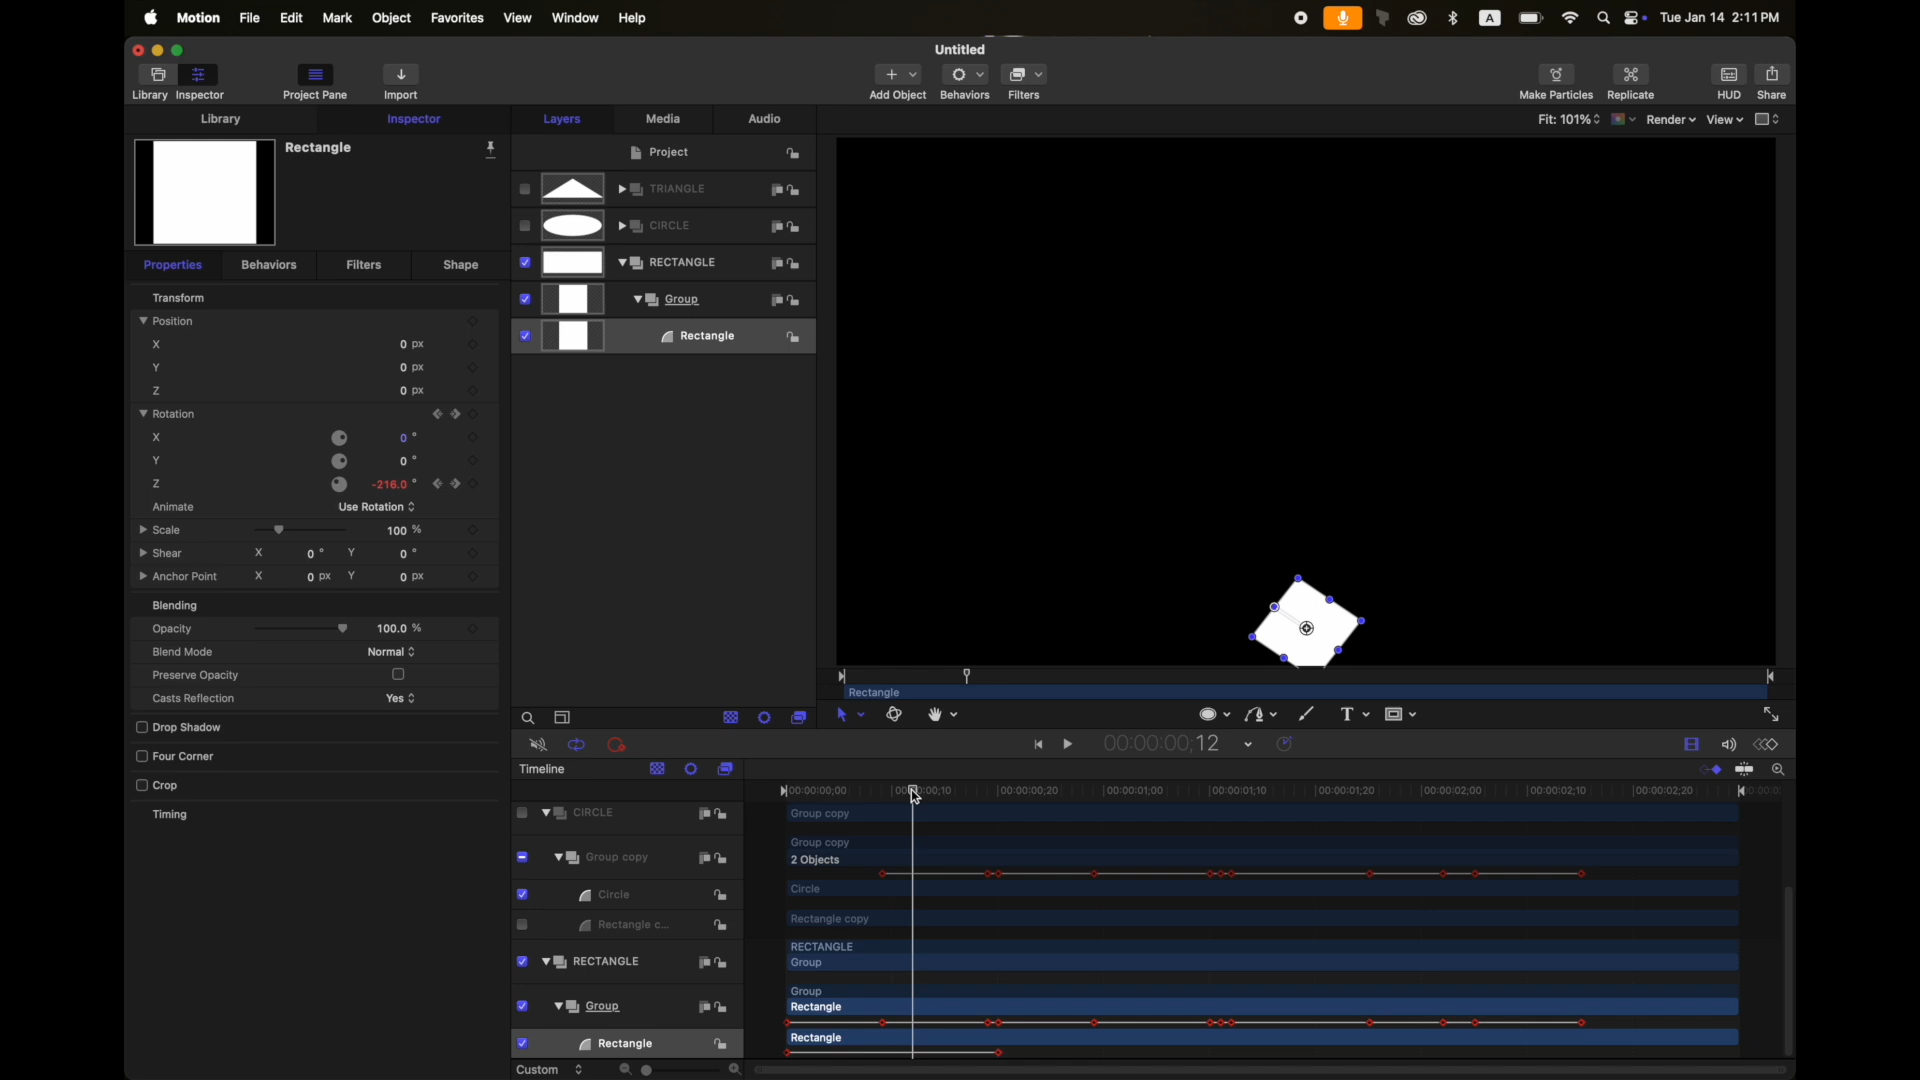 Motion File Edit Mark Object Favorites View Window Help
A
Tue Jan 14 2:11 PM
Untitled
Library Inspector Project Pane Import Add Object Behaviors Filters Make Particles Replicate HUD Share
Library Inspector Layers Media Audio
Fit: 101% Render View
Rectangle
Project
TRIANGLE
CIRCLE
RECTANGLE
Group
Rectangle
Properties Behaviors Filters Shape
Transform
Position
X 0 px
Y 0 px
Z 0 px
Rotation
X 0 °
Y 0 °
Z -216.0 °
Animate Use Rotation
Scale 100 %
Shear X 0 ° Y 0 °
Anchor Point X 0 px Y 0 px
Blending
Opacity 100.0 %
Blend Mode Normal
Preserve Opacity
Casts Reflection Yes
Drop Shadow
Four Corner
Crop
Timing
Rectangle
T
00:00:00;12
Timeline
00:00:00;00 00:00:00;10 00:00:00;20 00:00:01;00 00:00:01;10 00:00:01;20 00:00:02;00 00:00:02;10 00:00:02;20
CIRCLE Group copy
Group copy
Group copy 2 Objects
Circle Circle
Rectangle c... Rectangle copy
RECTANGLE
RECTANGLE Group
Group
Group Rectangle
Rectangle Rectangle
Custom